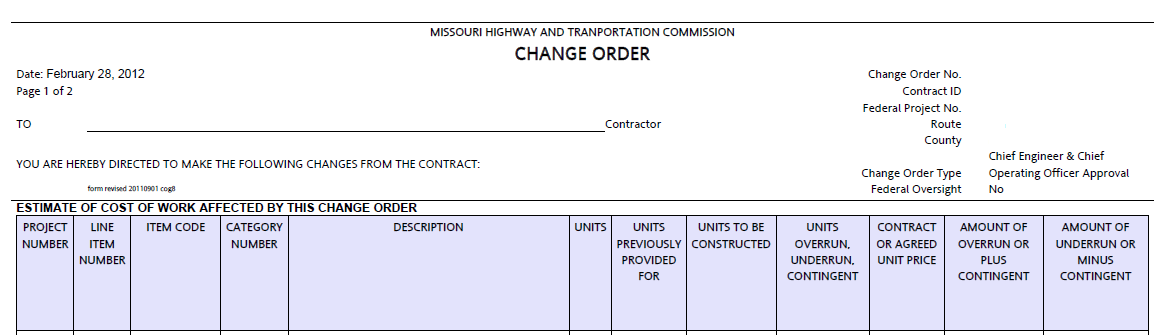 MISSOURI HIGHWAY AND TRANPORTATION COMMISSION
CHANGE ORDER
Date: February 28, 2012
Page 1 of 2
Change Order No.
Contract ID
Federal Project No.
Route
County
TO Contractor
YOU ARE HEREBY DIRECTED TO MAKE THE FOLLOWING CHANGES FROM THE CONTRACT:
Change Order Type Chief Engineer & Chief
Operating Officer Approval
Federal Oversight No
form revised 20110901 cog8
ESTIMATE OF COST OF WORK AFFECTED BY THIS CHANGE ORDER
PROJECT
NUMBER
LINE
ITEM
NUMBER
ITEM CODE
CATEGORY
NUMBER
DESCRIPTION
UNITS
UNITS
PREVIOUSLY
PROVIDED
FOR
UNITS TO BE
CONSTRUCTED
UNITS
OVERRUN,
UNDERRUN,
CONTINGENT
CONTRACT
OR AGREED
UNIT PRICE
AMOUNT OF
OVERRUN OR
PLUS
CONTINGENT
AMOUNT OF
UNDERRUN OR
MINUS
CONTINGENT